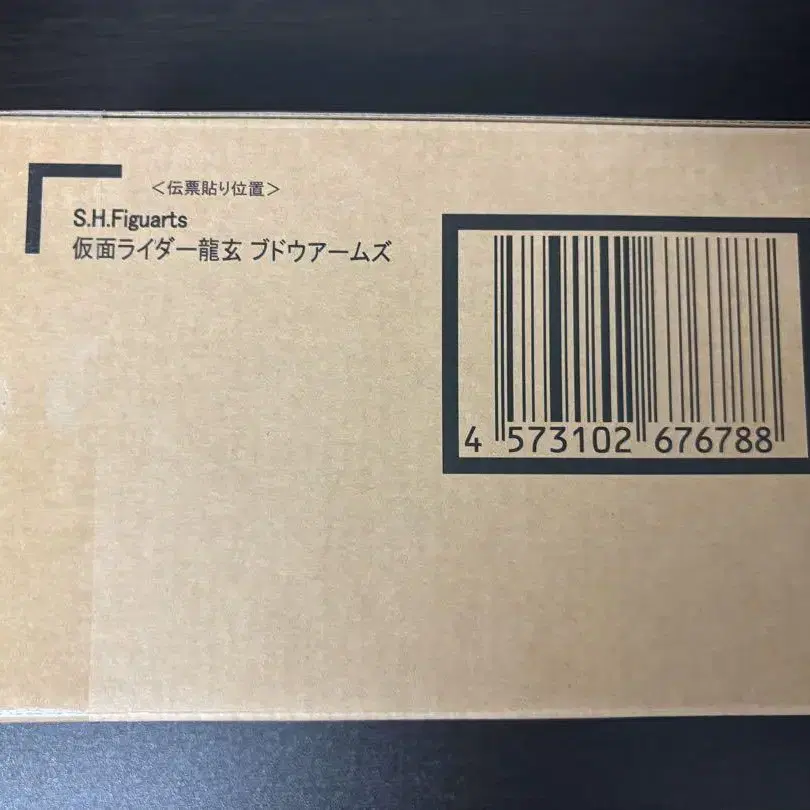 ＜伝票貼り位置＞
S.H.Figuarts
仮面ライダー龍玄 ブドウアームズ
4 573102 676788